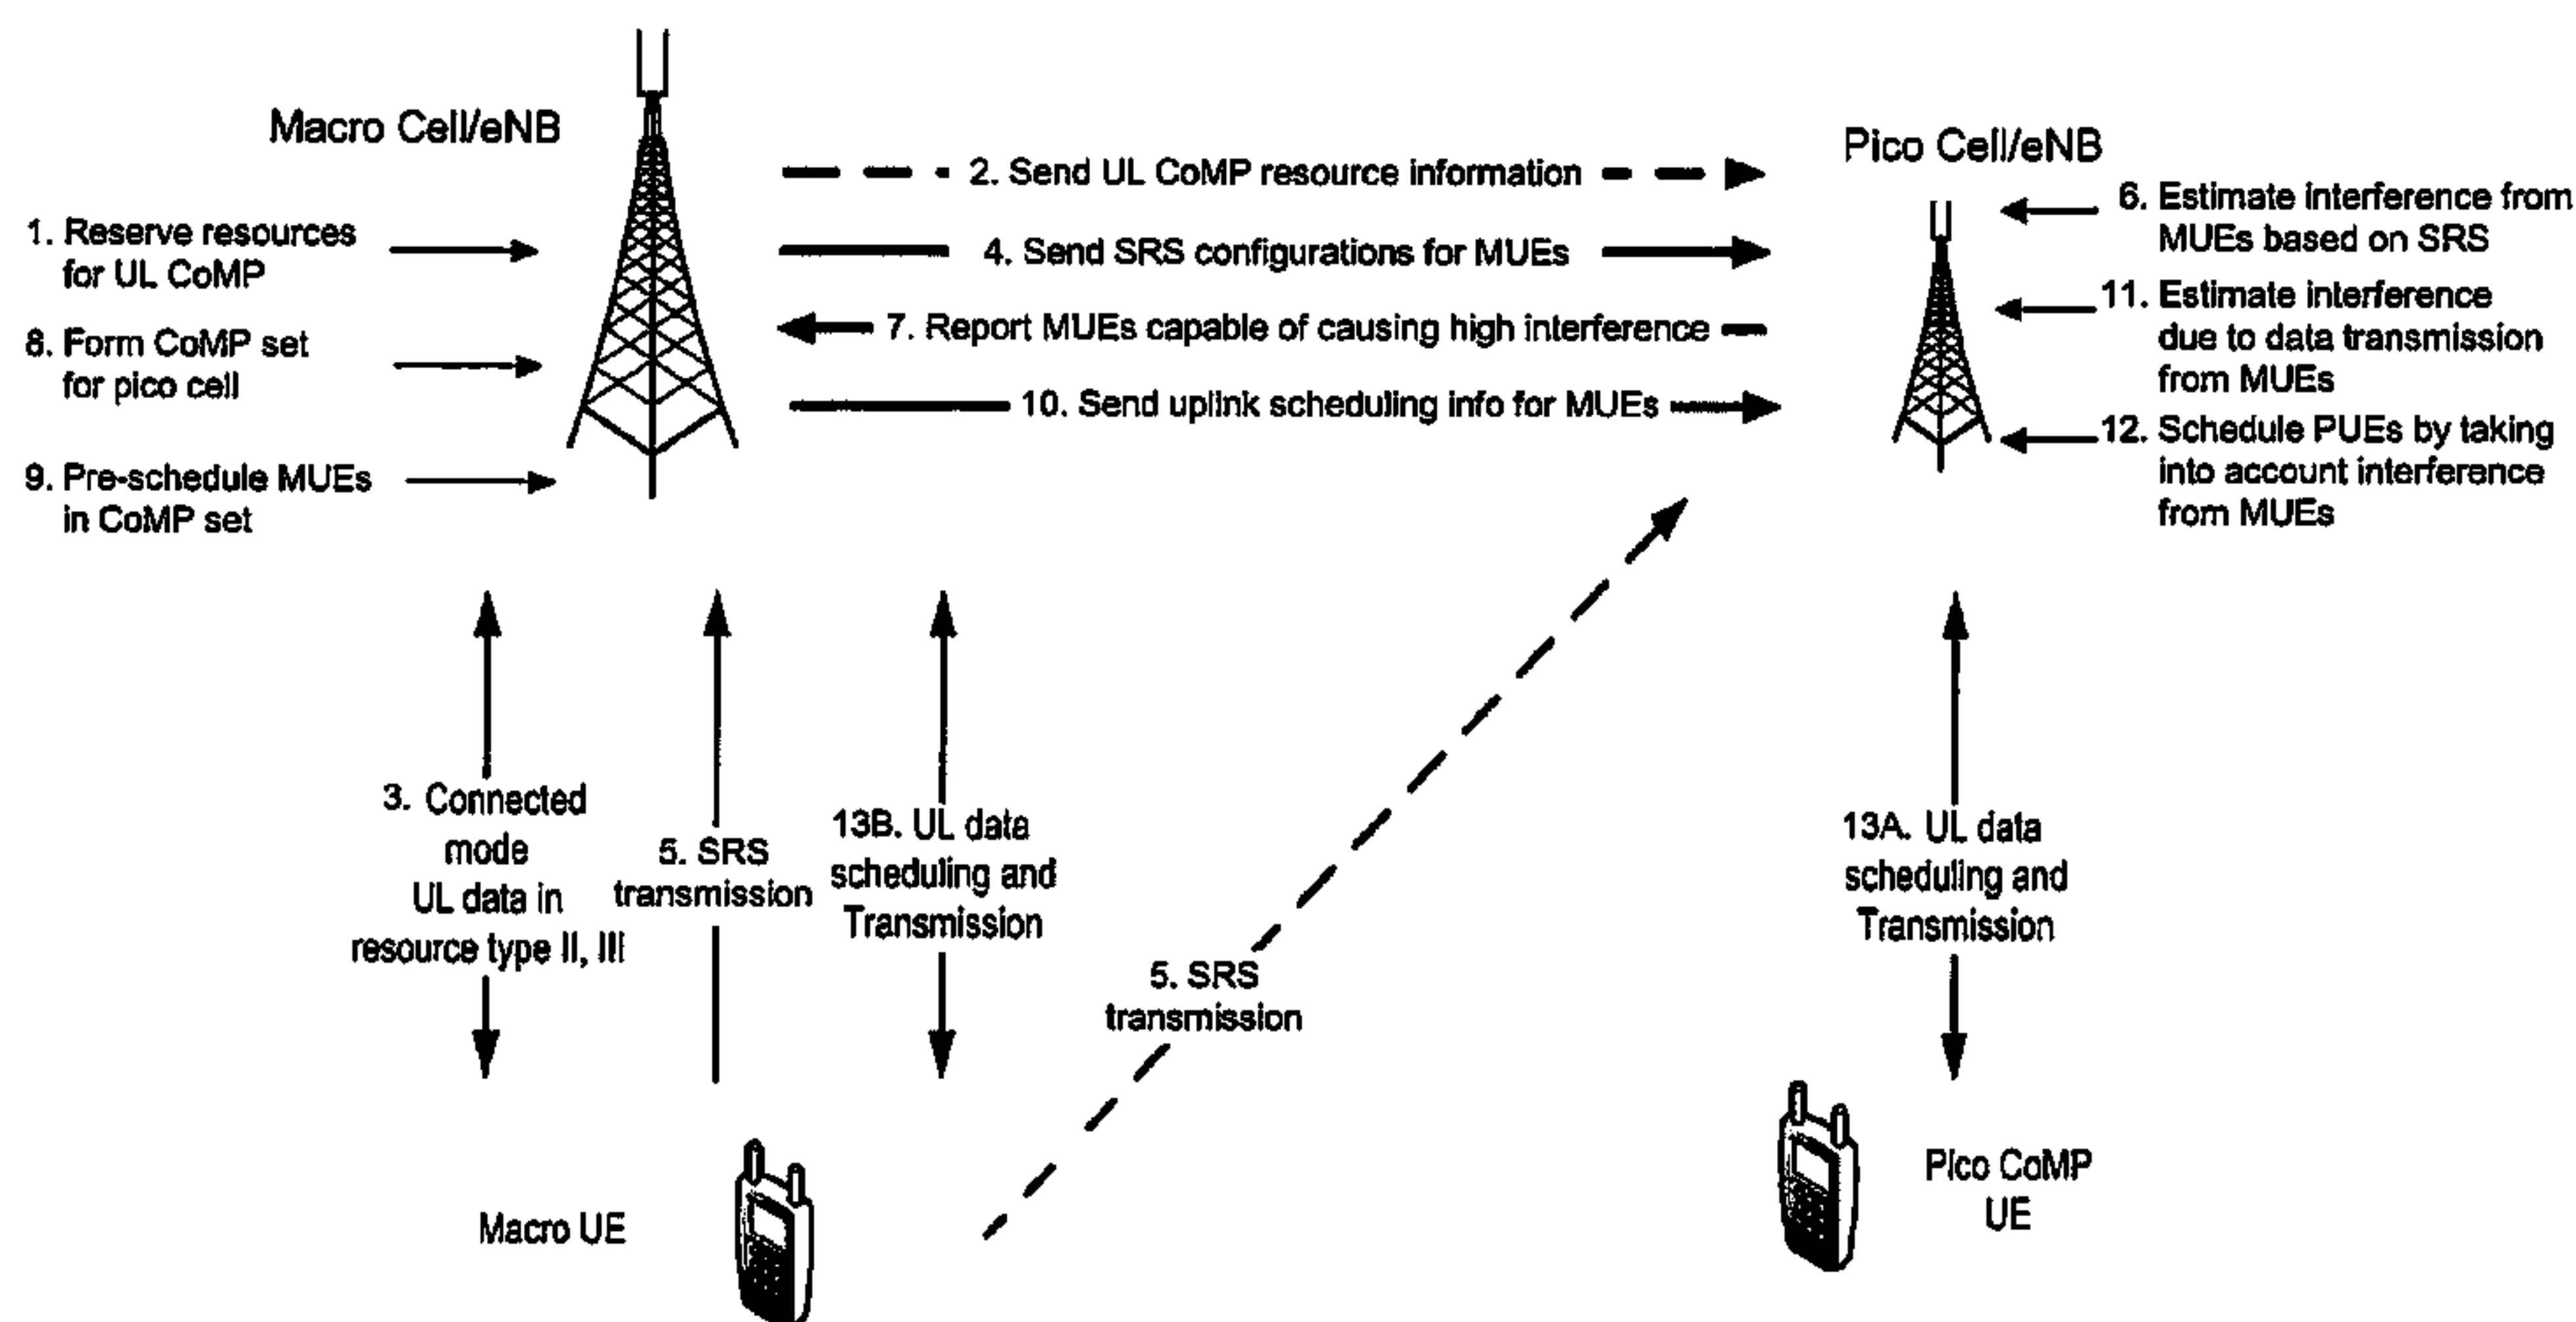 Macro Cell/eNB
Pico Cell/eNB
1. Reserve resources
for UL CoMP
8. Form CoMP set
for pico cell
9. Pre-schedule MUEs
in CoMP set
2. Send UL CoMP resource information
4. Send SRS configurations for MUEs
7. Report MUEs capable of causing high interference
10. Send uplink scheduling info for MUEs
6. Estimate interference from
MUEs based on SRS
11. Estimate interference
due to data transmission
from MUEs
12. Schedule PUEs by taking
into account interference
from MUEs
3. Connected
mode
UL data in
resource type II, III
5. SRS
transmission
13B. UL data
scheduling and
Transmission
5. SRS
transmission
13A. UL data
scheduling and
Transmission
Macro UE
Pico CoMP
UE